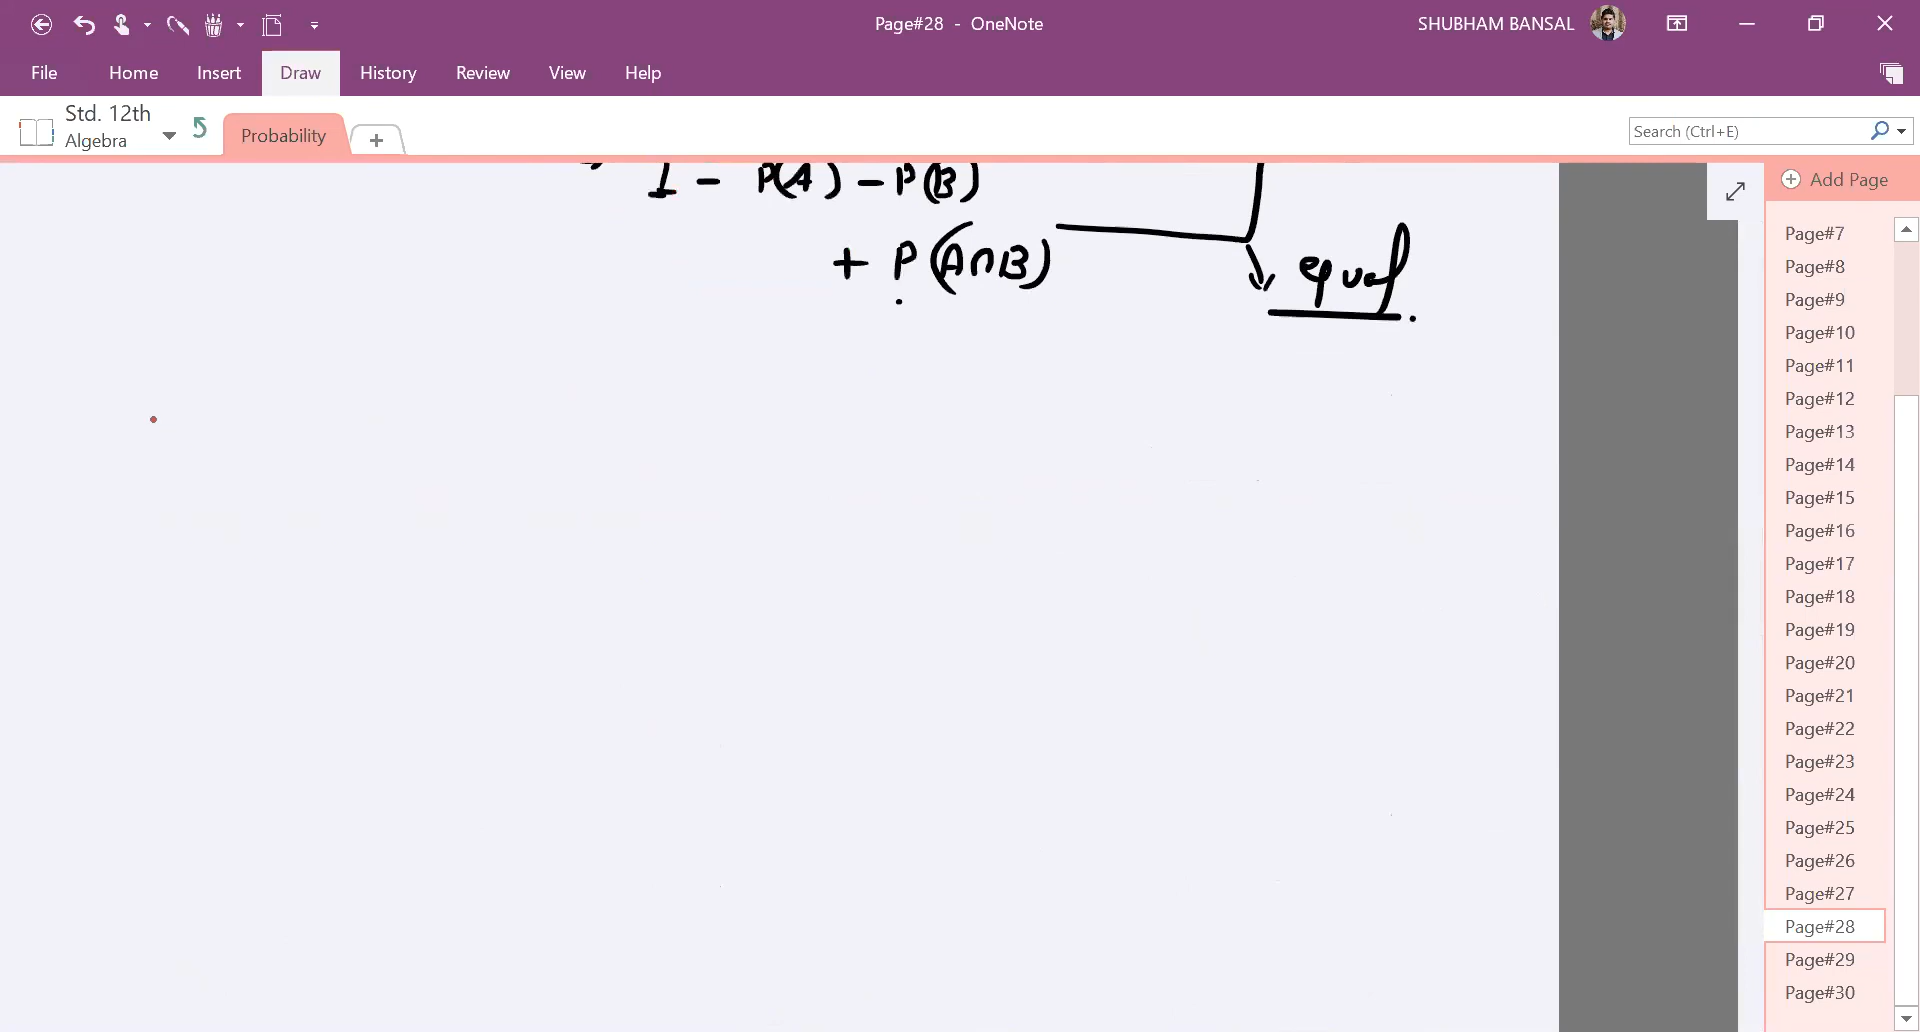 Page#28 - OneNote
SHUBHAM BANSAL
File Home Insert Draw History Review View Help
Std. 12th
Algebra
Probability
+
Search (Ctrl+E)
Add Page
1 - P(A) - P(B)
+ P(A∩B)
equal.
Page#7
Page#8
Page#9
Page#10
Page#11
Page#12
Page#13
Page#14
Page#15
Page#16
Page#17
Page#18
Page#19
Page#20
Page#21
Page#22
Page#23
Page#24
Page#25
Page#26
Page#27
Page#28
Page#29
Page#30